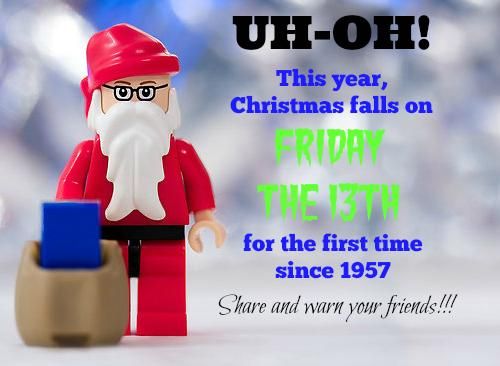 UH-OH!
This year,
Christmas falls on
FRIDAY
THE 13TH
for the first time
since 1957
Share and warn your friends!!!